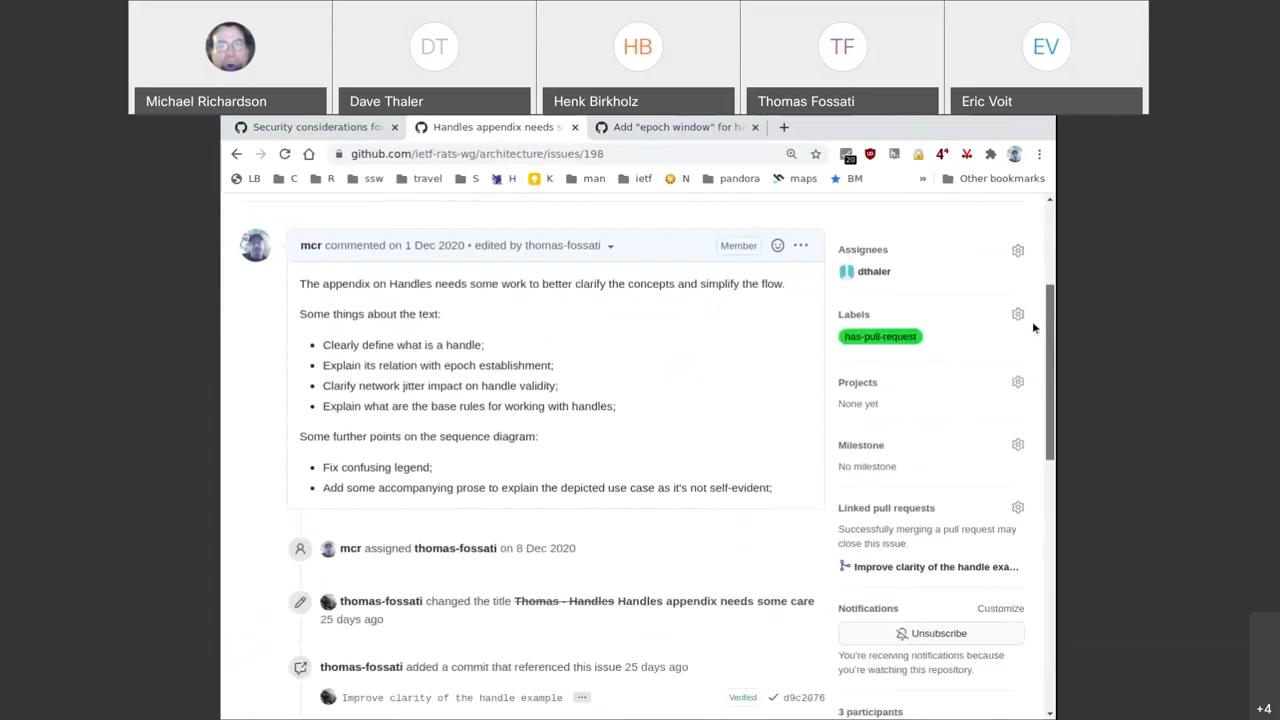 DT
HB
TF
EV
Michael Richardson
Dave Thaler
Henk Birkholz
Thomas Fossati
Eric Voit
Security considerations fo
Handles appendix needs s
Add "epoch window" for ha
github.com/ietf-rats-wg/architecture/issues/198
20
4°
LB
C
R
ssw
travel
S
H
K
man
ietf
N
pandora
maps
BM
»
Other bookmarks
mcr commented on 1 Dec 2020 • edited by thomas-fossati
Member
The appendix on Handles needs some work to better clarify the concepts and simplify the flow.
Some things about the text:
• Clearly define what is a handle;
• Explain its relation with epoch establishment;
• Clarify network jitter impact on handle validity;
• Explain what are the base rules for working with handles;
Some further points on the sequence diagram:
• Fix confusing legend;
• Add some accompanying prose to explain the depicted use case as it's not self-evident;
mcr assigned thomas-fossati on 8 Dec 2020
thomas-fossati changed the title Thomas - Handles Handles appendix needs some care
25 days ago
thomas-fossati added a commit that referenced this issue 25 days ago
Improve clarity of the handle example ...
Verified
d9c2076
Assignees
dthaler
Labels
has-pull-request
Projects
None yet
Milestone
No milestone
Linked pull requests
Successfully merging a pull request may
close this issue.
Improve clarity of the handle exa...
Notifications
Customize
Unsubscribe
You're receiving notifications because
you're watching this repository.
3 participants
+4